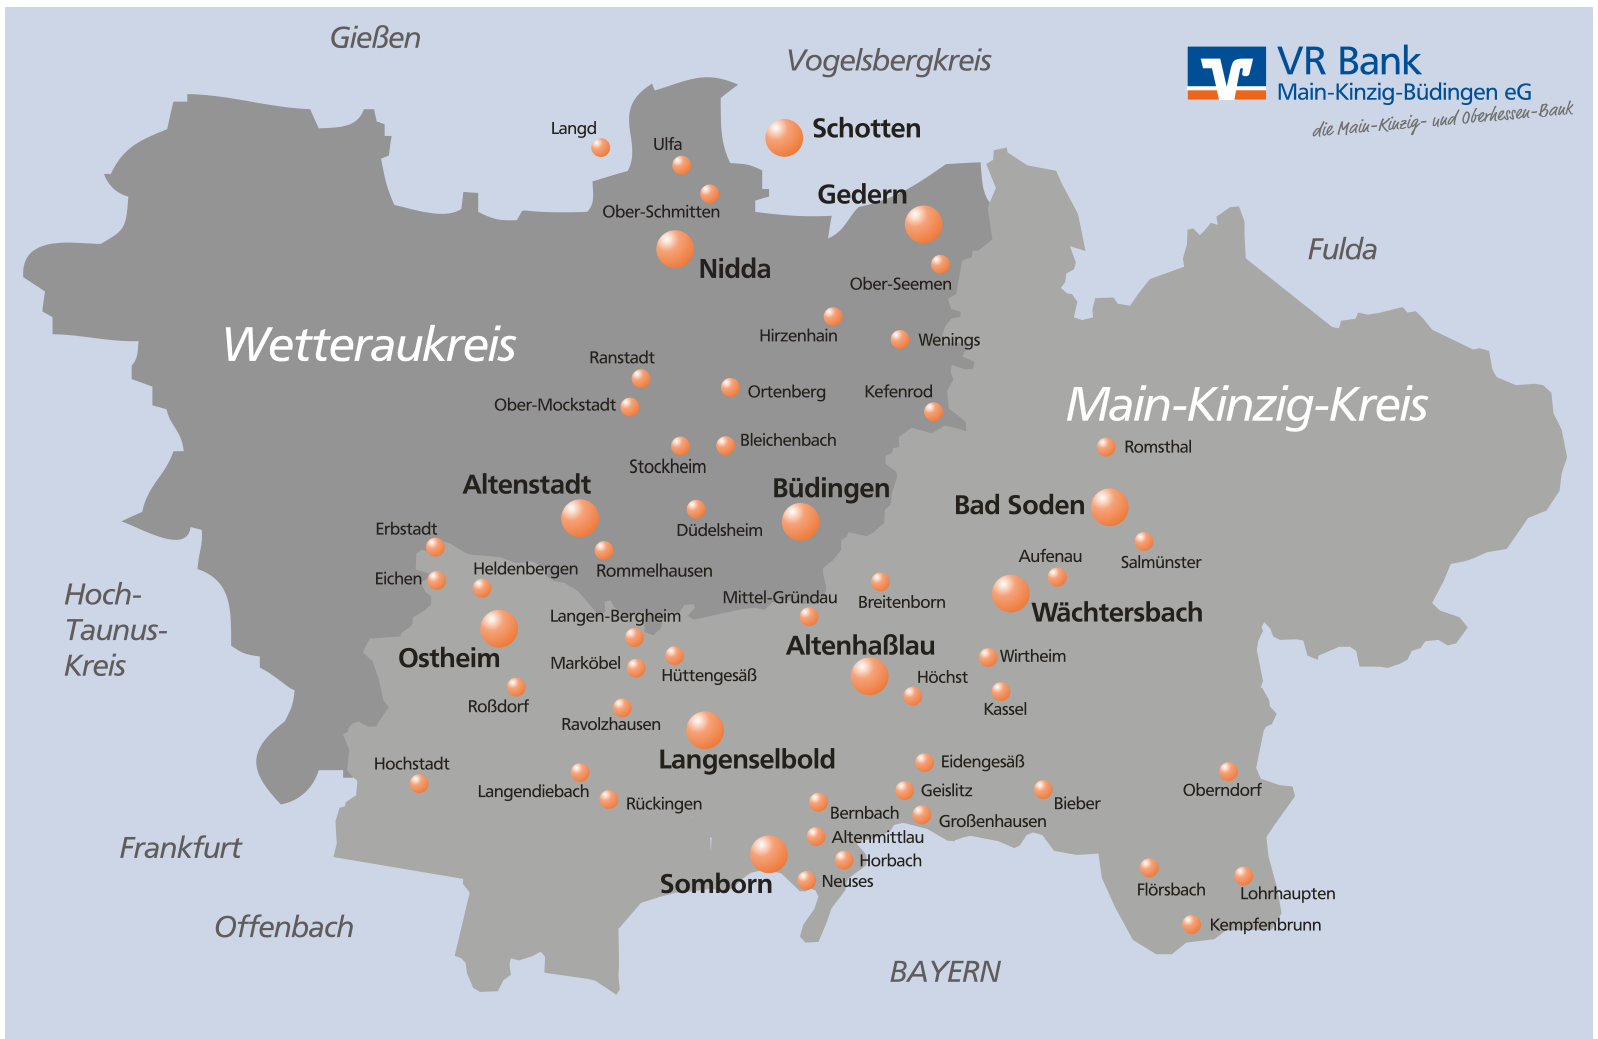 Gießen
Vogelsbergkreis
VR Bank
Main-Kinzig-Büdingen eG
die Main-Kinzig- und Oberhessen-Bank
Langd
Schotten
Ulfa
Gedern
Ober-Schmitten
Nidda
Fulda
Ober-Seemen
Hirzenhain
Wenings
Wetteraukreis
Ranstadt
Ortenberg
Kefenrod
Ober-Mockstadt
Main-Kinzig-Kreis
Bleichenbach
Romsthal
Stockheim
Altenstadt
Büdingen
Bad Soden
Erbstadt
Düdelsheim
Aufenau
Salmünster
Eichen
Heldenbergen
Rommelhausen
Hoch-
Taunus-
Kreis
Mittel-Gründau
Breitenborn
Wächtersbach
Langen-Bergheim
Altenhaßlau
Ostheim
Marköbel
Hüttengesäß
Wirtheim
Höchst
Roßdorf
Ravolzhausen
Kassel
Langenselbold
Hochstadt
Eidengesäß
Langendiebach
Rückingen
Geislitz
Bieber
Oberndorf
Bernbach
Großenhausen
Frankfurt
Altenmittlau
Horbach
Somborn
Neuses
Flörsbach
Lohrhaupten
Offenbach
Kempfenbrunn
BAYERN